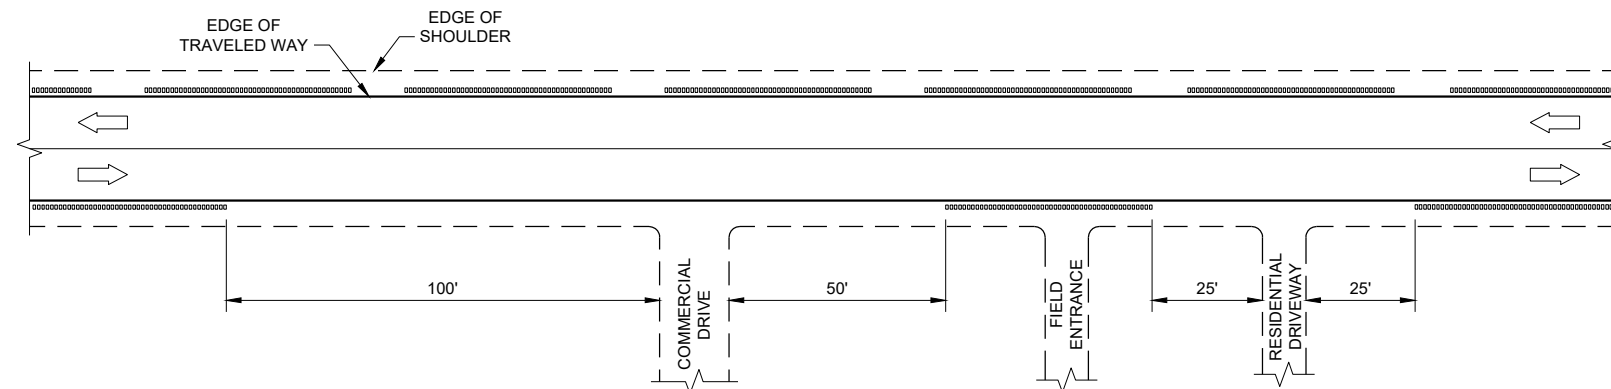 EDGE OF
TRAVELED WAY
EDGE OF
SHOULDER
100'
COMMERCIAL
DRIVE
50'
FIELD
ENTRANCE
25'
RESIDENTIAL
DRIVEWAY
25'